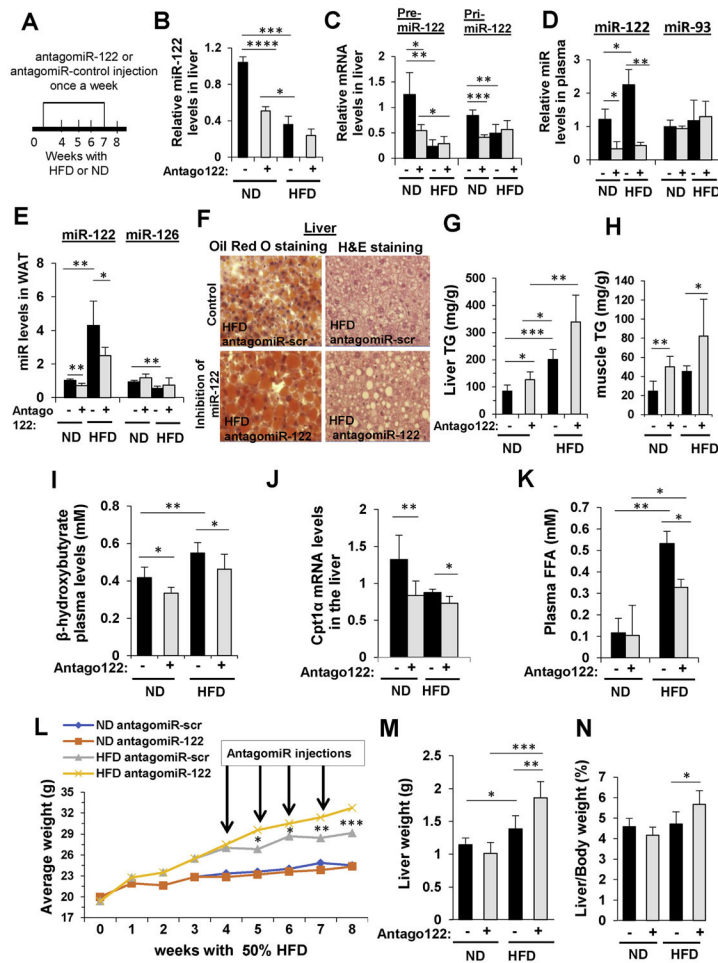 A
antagomiR-122 or
antagomiR-control injection
once a week
4 7 8
Weeks with
HFD or ND
B
Relative miR-122
levels in liver
1.4
1.0
0.6
0.2
0
***
****
*
Antago122:
- + - +
ND HFD
C
Pre-
miR-122
Pri-
miR-122
Relative mRNA
levels in liver
2
1.5
1
0.5
0
*
**
*
**
***
- + - + - + - +
ND HFD ND HFD
D
miR-122 miR-93
Relative miR
levels in plasma
3
2
1
0
*
**
*
- + - + - + - +
ND HFD ND HFD
E
miR-122 miR-126
miR levels in WAT
8
6
4
2
0
**
*
**
**
Antago
122:
- + - + - + - +
ND HFD ND HFD
F
Liver
Oil Red O staining H&E staining
Control
HFD
antagomiR-scr
HFD
antagomiR-scr
Inhibition of
miR-122
HFD
antagomiR-122
HFD
antagomiR-122
G
Liver TG (mg/g)
500
400
300
200
100
0
**
*
***
*
Antago122:
- + - +
ND HFD
H
muscle TG (mg/g)
140
120
100
80
60
40
20
0
**
*
- + - +
ND HFD
I
β-hydroxybutyrate
plasma levels (mM)
0.8
0.6
0.4
0.2
0
**
*
*
Antago122:
- + - +
ND HFD
J
Cpt1α mRNA levels
in the liver
2
1.5
1
0.5
0
**
*
Antago122:
- + - +
ND HFD
K
Plasma FFA (mM)
0.7
0.6
0.5
0.4
0.3
0.2
0.1
0
*
**
*
Antago122:
- + - +
ND HFD
L
ND antagomiR-scr
ND antagomiR-122
HFD antagomiR-scr
HFD antagomiR-122
AntagomiR injections
Average weight (g)
35
32
29
26
23
20
17
* * ** ***
0 1 2 3 4 5 6 7 8
weeks with 50% HFD
M
Liver weight (g)
2.5
2
1.5
1
0.5
0
***
**
*
Antago122:
- + - +
ND HFD
N
Liver/Body weight (%)
7
6
5
4
3
2
1
0
*
- + - +
ND HFD